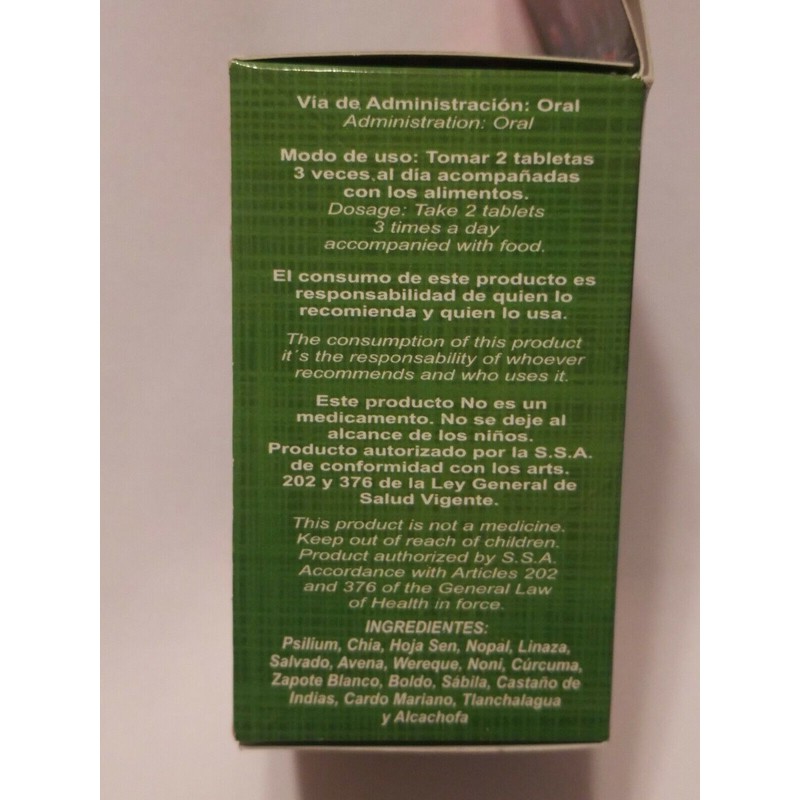 Vía de Administración: Oral
Administration: Oral
Modo de uso: Tomar 2 tabletas
3 veces al día acompañadas
con los alimentos.
Dosage: Take 2 tablets
3 times a day
accompanied with food.
El consumo de este producto es
responsabilidad de quien lo
recomienda y quien lo usa.
The consumption of this product
it´s the responsability of whoever
recommends and who uses it.
Este producto No es un
medicamento. No se deje al
alcance de los niños.
Producto autorizado por la S.S.A.
de conformidad con los arts.
202 y 376 de la Ley General de
Salud Vigente.
This product is not a medicine.
Keep out of reach of children.
Product authorized by S.S.A.
Accordance with Articles 202
and 376 of the General Law
of Health in force.
INGREDIENTES:
Psilium, Chía, Hoja Sen, Nopal, Linaza,
Salvado, Avena, Wereque, Noni, Cúrcuma,
Zapote Blanco, Boldo, Sábila, Castaño de
Indias, Cardo Mariano, Tlanchalagua
y Alcachofa